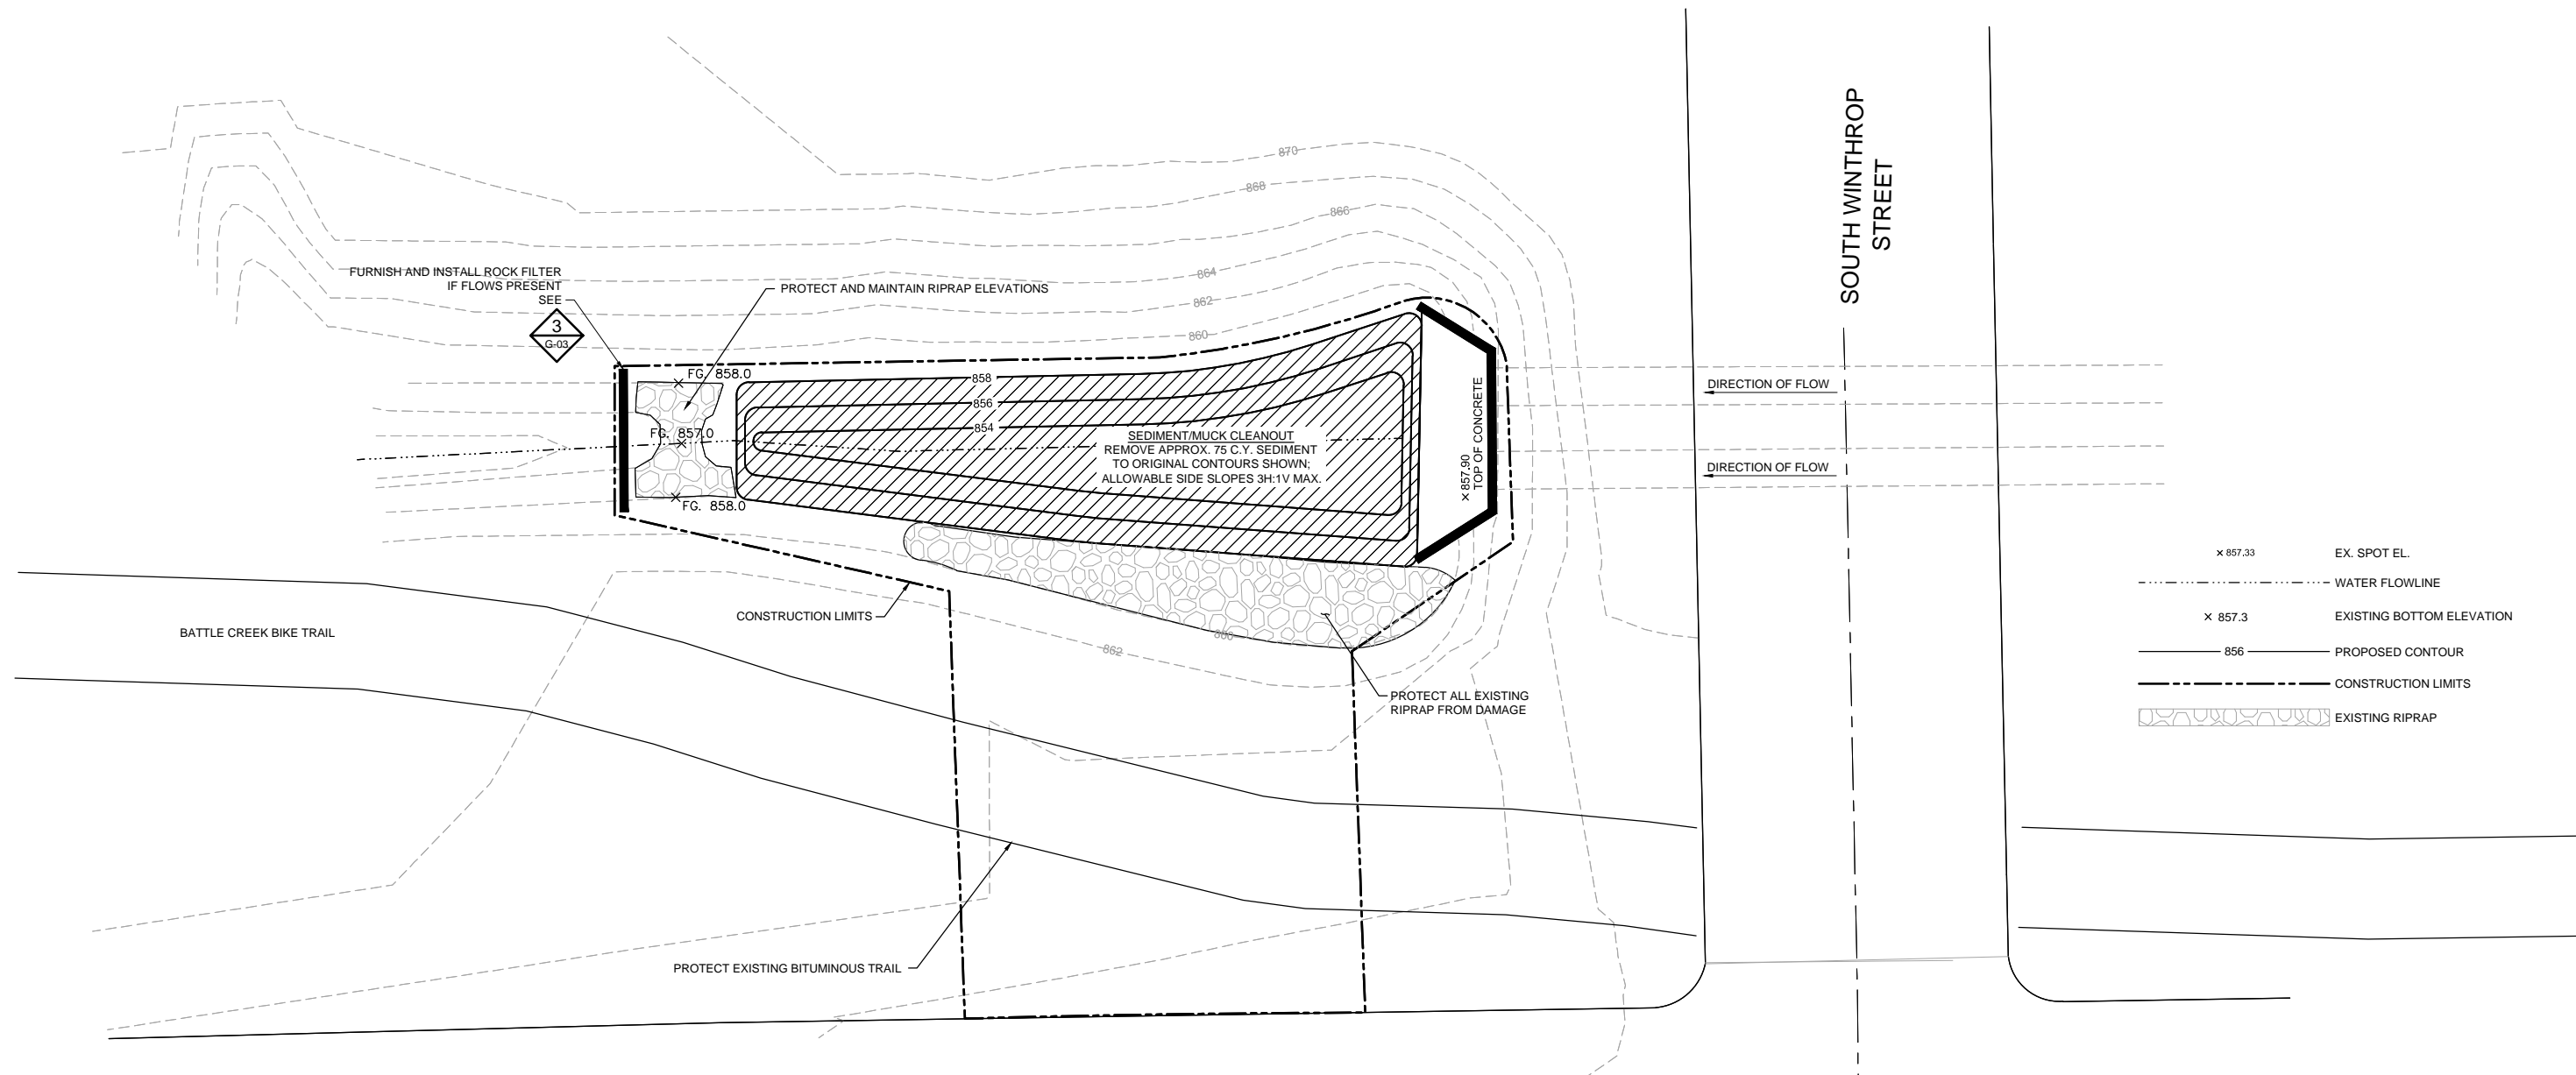 SOUTH WINTHROP
STREET
870
868
866
864
862
860
FURNISH AND INSTALL ROCK FILTER
IF FLOWS PRESENT
SEE
3
G-03
PROTECT AND MAINTAIN RIPRAP ELEVATIONS
FG. 858.0
FG. 857.0
FG. 858.0
858
856
854
SEDIMENT/MUCK CLEANOUT
REMOVE APPROX. 75 C.Y. SEDIMENT
TO ORIGINAL CONTOURS SHOWN;
ALLOWABLE SIDE SLOPES 3H:1V MAX.
× 857.90
TOP OF CONCRETE
DIRECTION OF FLOW
DIRECTION OF FLOW
CONSTRUCTION LIMITS
BATTLE CREEK BIKE TRAIL
860
862
PROTECT ALL EXISTING
RIPRAP FROM DAMAGE
PROTECT EXISTING BITUMINOUS TRAIL
× 857.33 EX. SPOT EL.
WATER FLOWLINE
× 857.3 EXISTING BOTTOM ELEVATION
856 PROPOSED CONTOUR
CONSTRUCTION LIMITS
EXISTING RIPRAP